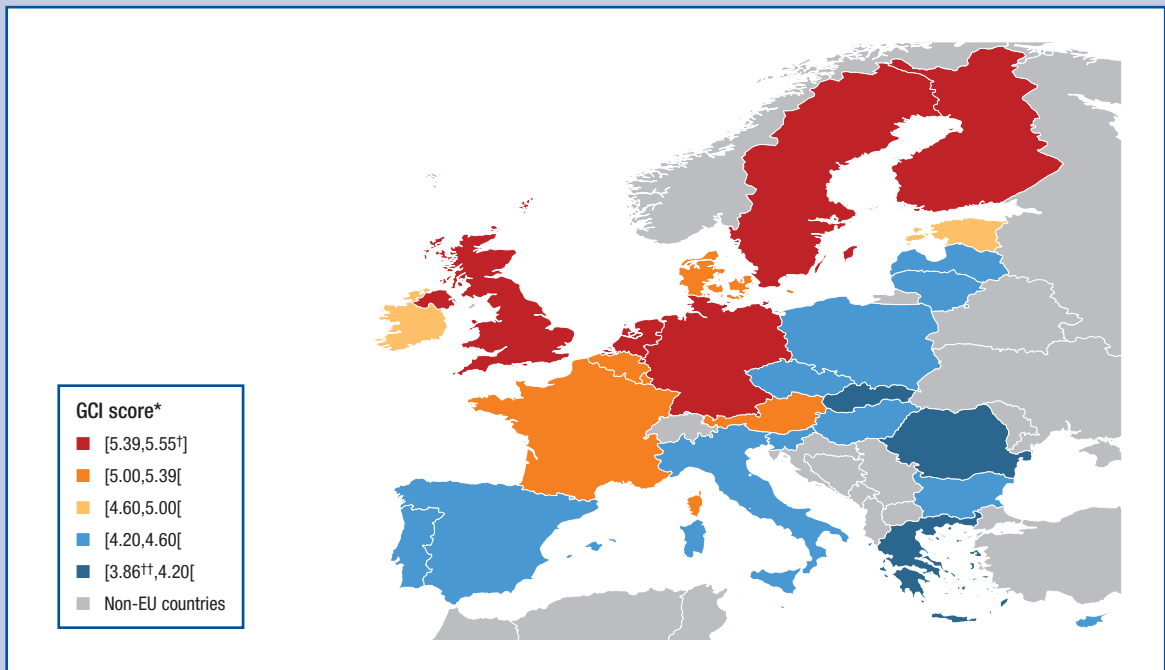 GCI score*
[5.39,5.55†]
[5.00,5.39[
[4.60,5.00[
[4.20,4.60[
[3.86††,4.20[
Non-EU countries